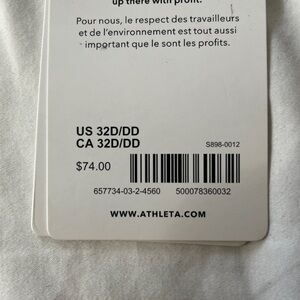 up there with profit.
Pour nous, le respect des travailleurs
et de l'environnement est tout aussi
important que le sont les profits.
US 32D/DD
CA 32D/DD
S898-0012
$74.00
657734-03-2-4560 500078360032
WWW.ATHLETA.COM